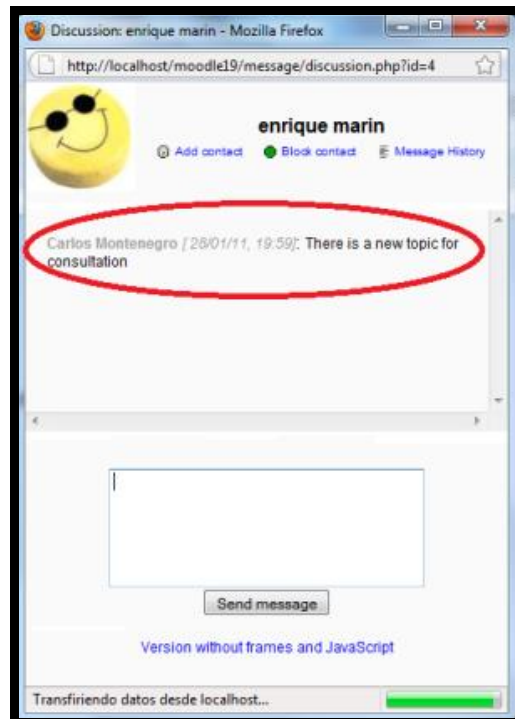 Discussion: enrique marin - Mozilla Firefox
http://localhost/moodle19/message/discussion.php?id=4
enrique marin
Add contact Block contact Message History
Carlos Montenegro [26/01/11, 19:59]: There is a new topic for
consultation
Send message
Version without frames and JavaScript
Transfiriendo datos desde localhost...